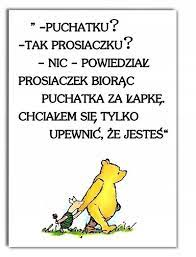 " -PUCHATKU?
-TAK PROSIACZKU?
- NIC - POWIEDZIAŁ
PROSIACZEK BIORĄC
PUCHATKA ZA ŁAPKĘ.
CHCIAŁEM SIĘ TYLKO
UPEWNIĆ, ŻE JESTEŚ"